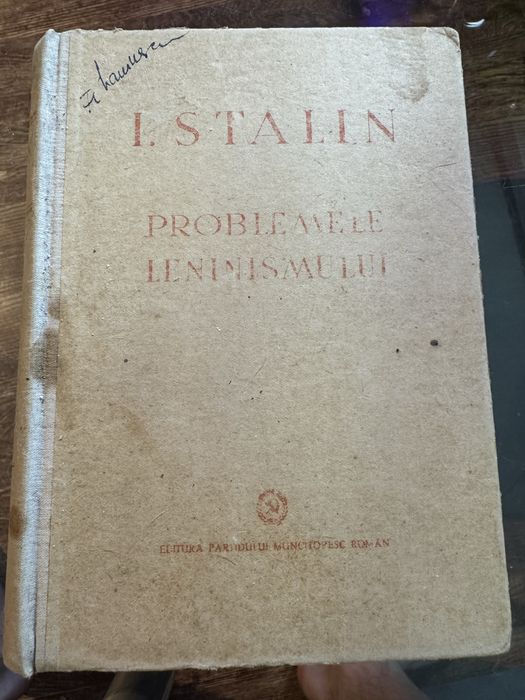 I. STALIN
PROBLEMELE
LENINISMULUI
EDITURA PARTIDULUI MUNCITORESC ROMÂN